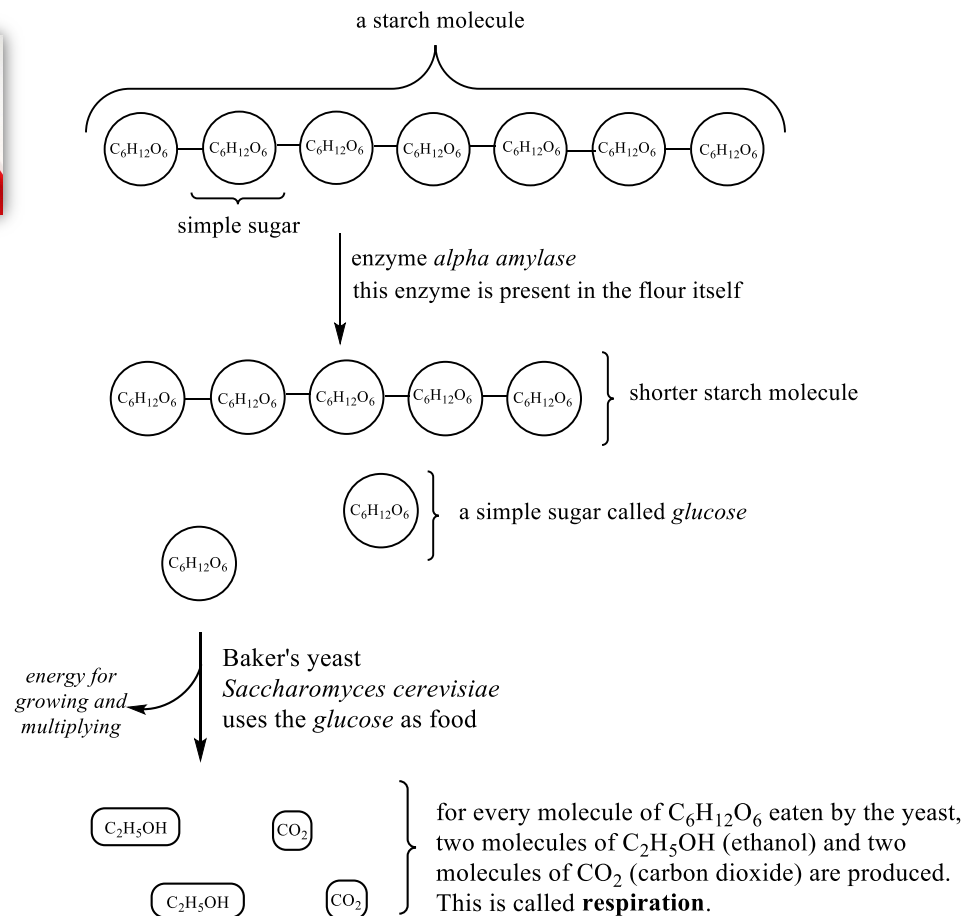 a starch molecule
C₆H₁₂O₆ C₆H₁₂O₆ C₆H₁₂O₆ C₆H₁₂O₆ C₆H₁₂O₆ C₆H₁₂O₆ C₆H₁₂O₆
simple sugar
enzyme alpha amylase
this enzyme is present in the flour itself
C₆H₁₂O₆ C₆H₁₂O₆ C₆H₁₂O₆ C₆H₁₂O₆ C₆H₁₂O₆
shorter starch molecule
C₆H₁₂O₆
a simple sugar called glucose
C₆H₁₂O₆
energy for
growing and
multiplying
Baker's yeast
Saccharomyces cerevisiae
uses the glucose as food
C₂H₅OH CO₂
C₂H₅OH CO₂
for every molecule of C₆H₁₂O₆ eaten by the yeast,
two molecules of C₂H₅OH (ethanol) and two
molecules of CO₂ (carbon dioxide) are produced.
This is called respiration.